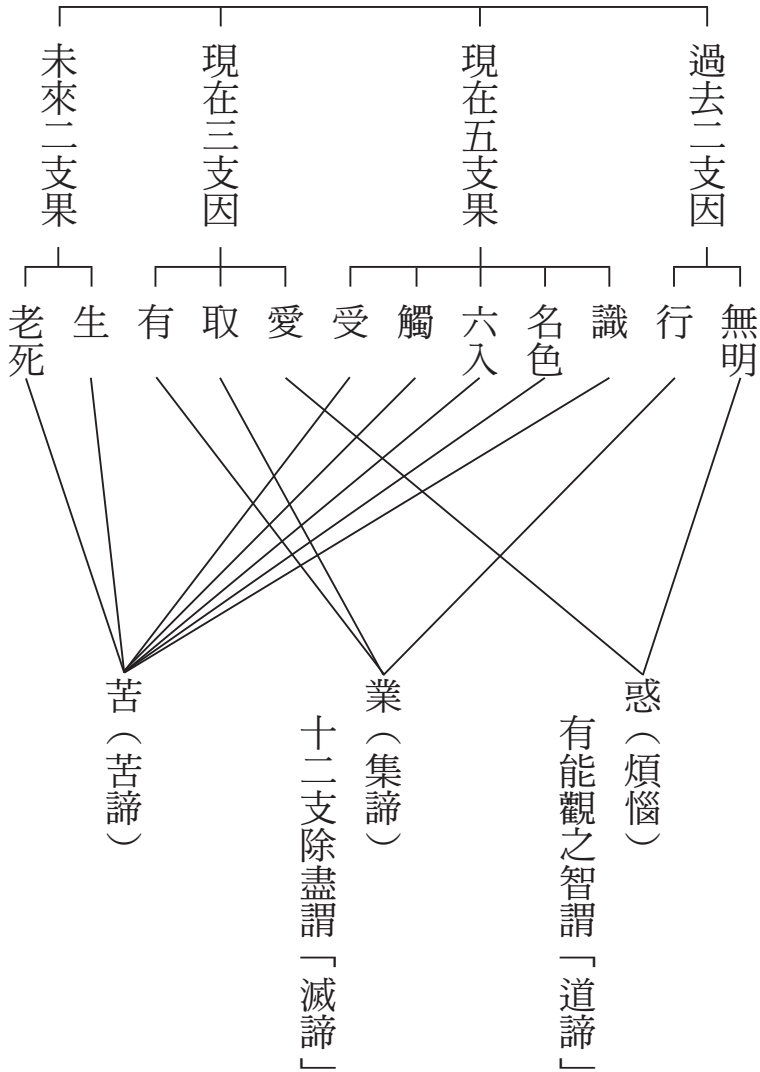 過去二支因
現在五支果
現在三支因
未來二支果
無明
行
識
名色
六入
觸
受
愛
取
有
生
老死
惑（煩惱）
有能觀之智謂「道諦」
業（集諦）
十二支除盡謂「滅諦」
苦（苦諦）